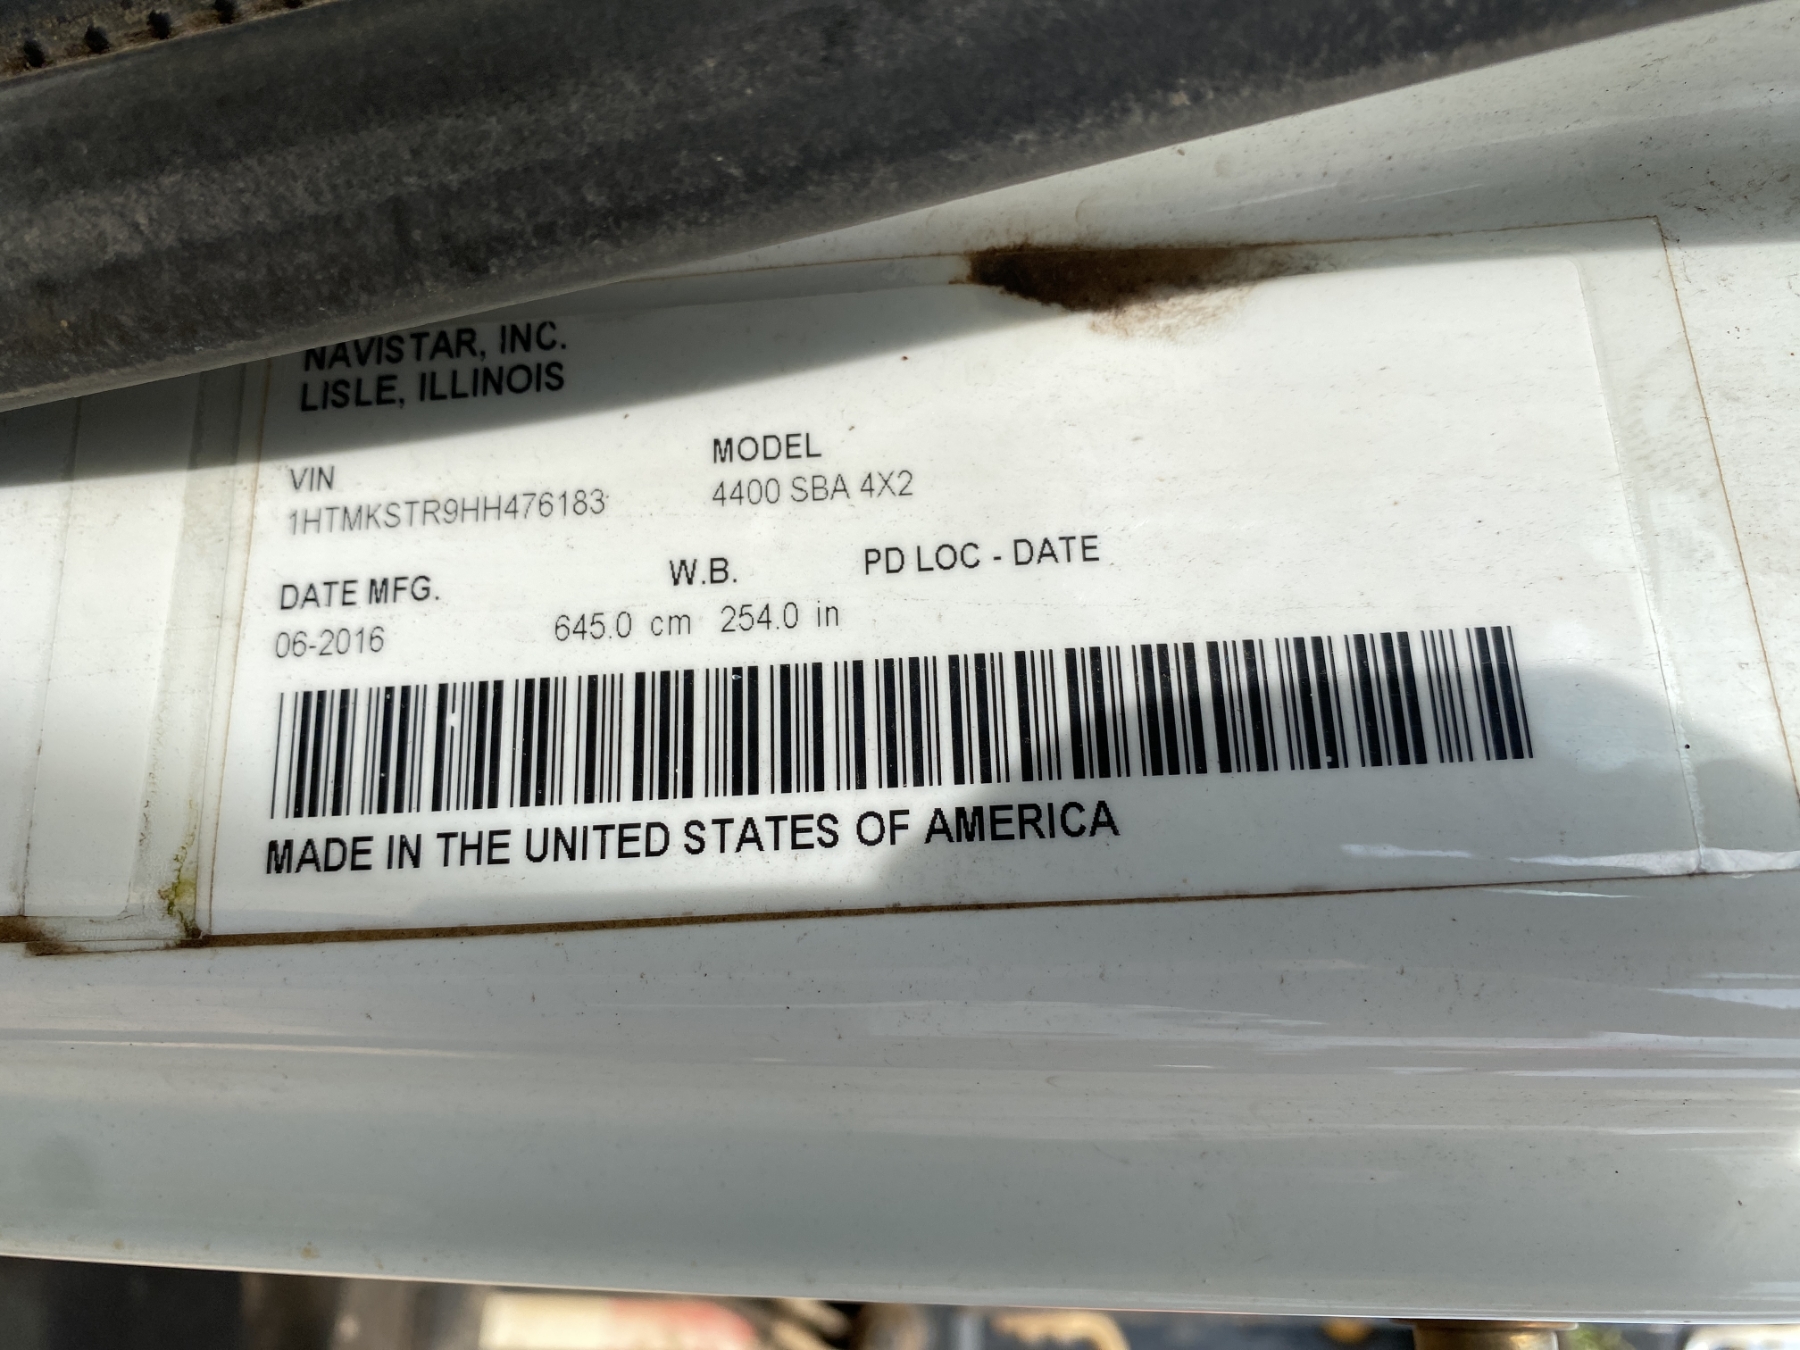 NAVISTAR, INC.
LISLE, ILLINOIS
VIN
1HTMKSTR9HH476183
MODEL
4400 SBA 4X2
DATE MFG.
06-2016
W.B.
645.0 cm 254.0 in
PD LOC - DATE
MADE IN THE UNITED STATES OF AMERICA